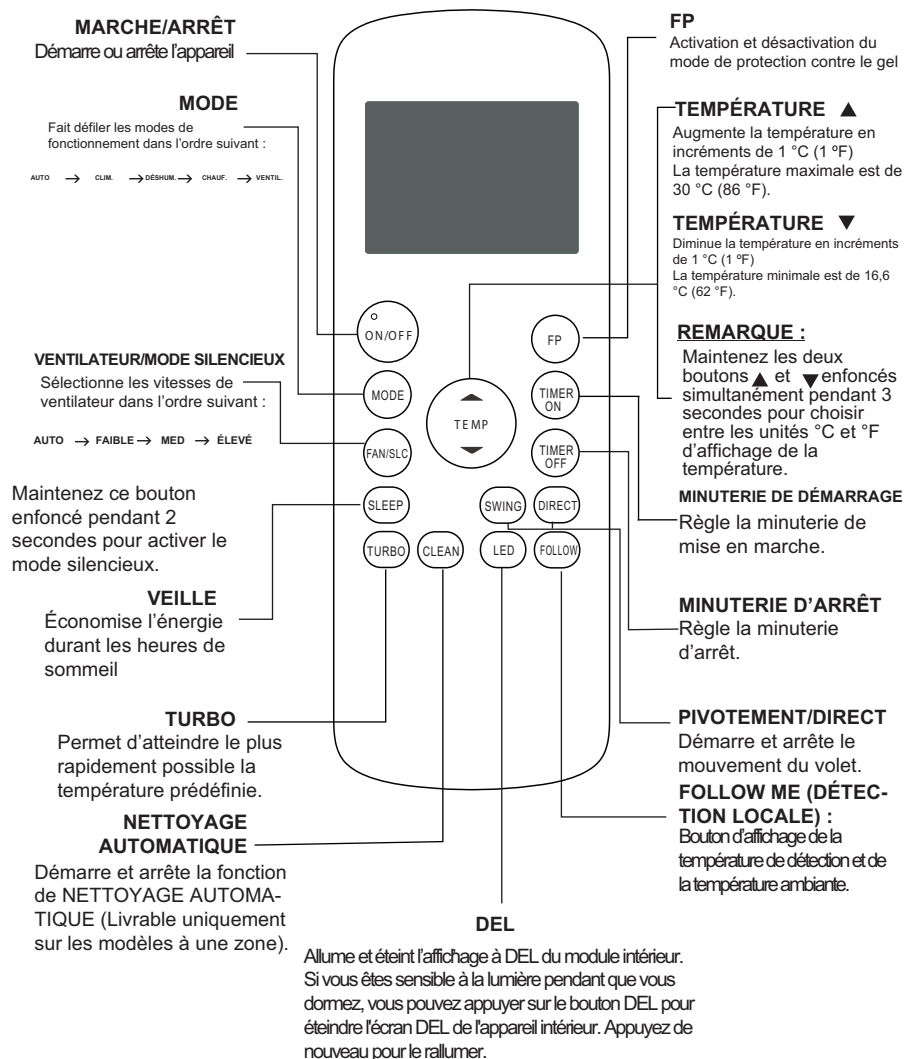 MARCHE/ARRÊT
Démarre ou arrête l'appareil
MODE
Fait défiler les modes de
fonctionnement dans l'ordre suivant :
AUTO → CLIM. → DÉSHUM. → CHAUF. → VENTIL.
VENTILATEUR/MODE SILENCIEUX
Sélectionne les vitesses de
ventilateur dans l'ordre suivant :
AUTO → FAIBLE → MED → ÉLEVÉ
Maintenez ce bouton
enfoncé pendant 2
secondes pour activer le
mode silencieux.
VEILLE
Économise l'énergie
durant les heures de
sommeil
TURBO
Permet d'atteindre le plus
rapidement possible la
température prédéfinie.
NETTOYAGE
AUTOMATIQUE
Démarre et arrête la fonction
de NETTOYAGE AUTOMA-
TIQUE (Livrable uniquement
sur les modèles à une zone).
ON/OFF
FP
MODE
TEMP
TIMER
ON
FAN/SLC
TIMER
OFF
SLEEP
SWING
DIRECT
TURBO
CLEAN
LED
FOLLOW
FP
Activation et désactivation du
mode de protection contre le gel
TEMPÉRATURE ▲
Augmente la température en
incréments de 1 °C (1 ºF)
La température maximale est de
30 °C (86 °F).
TEMPÉRATURE ▼
Diminue la température en incréments
de 1 °C (1 ºF)
La température minimale est de 16,6
°C (62 °F).
REMARQUE :
Maintenez les deux
boutons ▲ et ▼ enfoncés
simultanément pendant 3
secondes pour choisir
entre les unités °C et °F
d'affichage de la
température.
MINUTERIE DE DÉMARRAGE
Règle la minuterie de
mise en marche.
MINUTERIE D'ARRÊT
Règle la minuterie
d'arrêt.
PIVOTEMENT/DIRECT
Démarre et arrête le
mouvement du volet.
FOLLOW ME (DÉTEC-
TION LOCALE) :
Bouton d'affichage de la
température de détection et de
la température ambiante.
DEL
Allume et éteint l'affichage à DEL du module intérieur.
Si vous êtes sensible à la lumière pendant que vous
dormez, vous pouvez appuyer sur le bouton DEL pour
éteindre l'écran DEL de l'appareil intérieur. Appuyez de
nouveau pour le rallumer.